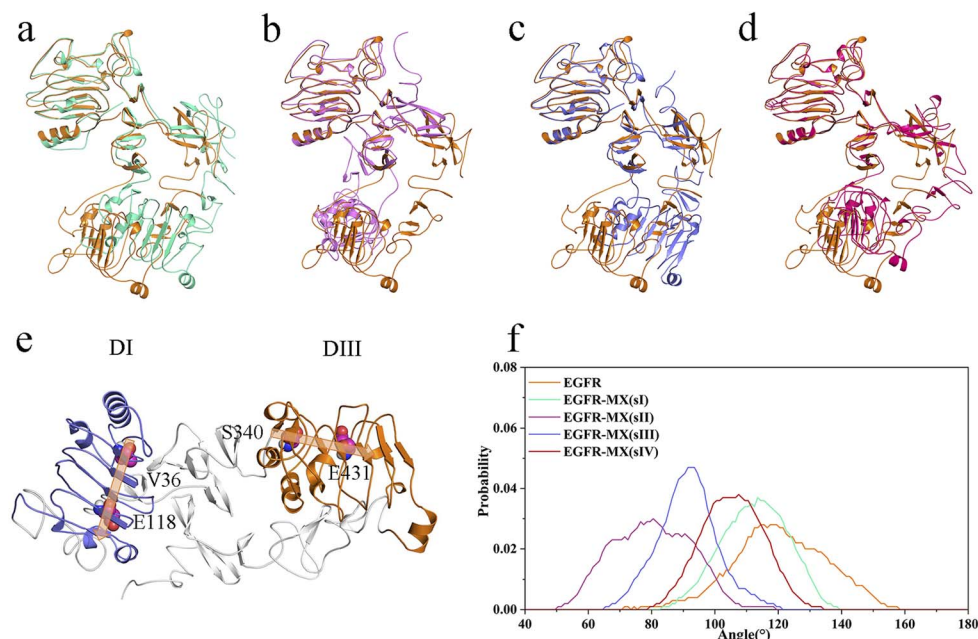 a
b
c
d
e
DI
DIII
S340
E431
V36
E118
f
0.08
0.06
0.04
0.02
0.00
Probability
EGFR
EGFR-MX(sI)
EGFR-MX(sII)
EGFR-MX(sIII)
EGFR-MX(sIV)
40 60 80 100 120 140 160 180
Angle(°)